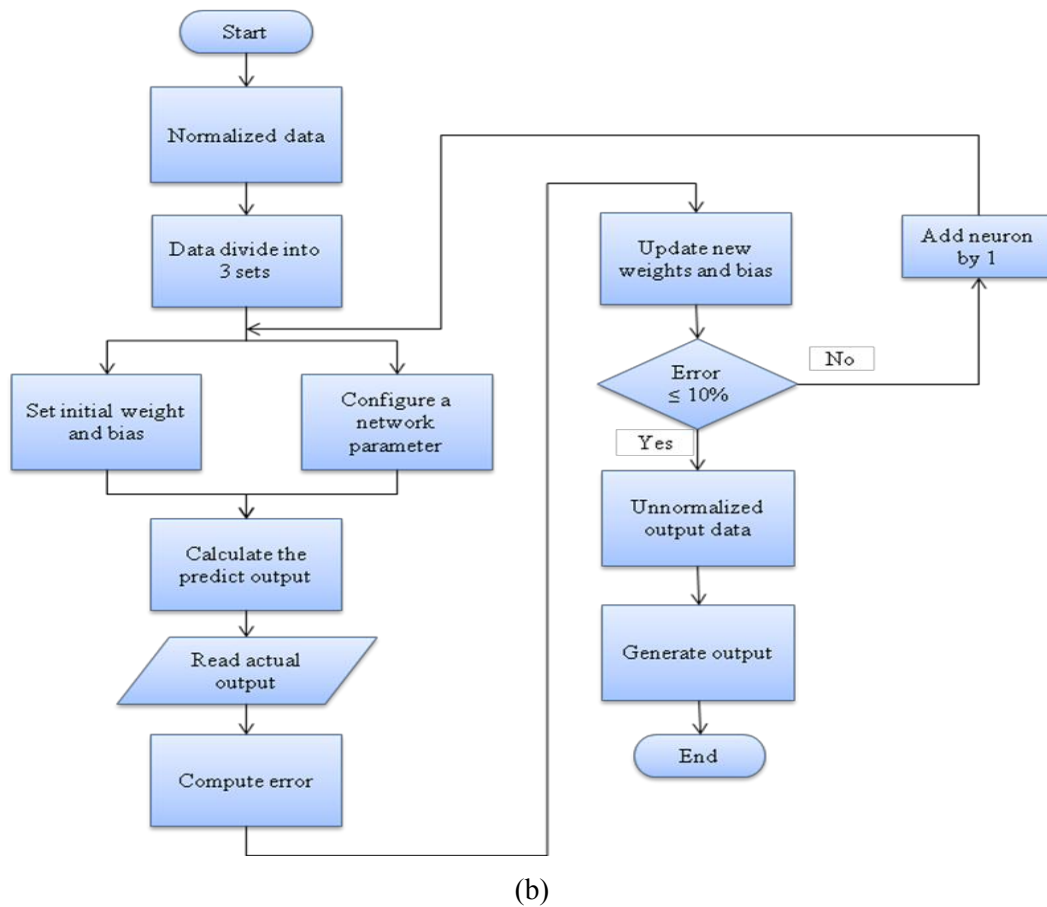 Start
Normalized data
Data divide into
3 sets
Set initial weight
and bias
Configure a
network
parameter
Calculate the
predict output
Read actual
output
Compute error
Update new
weights and bias
Error
≤ 10%
No
Add neuron
by 1
Yes
Unnormalized
output data
Generate output
End
(b)